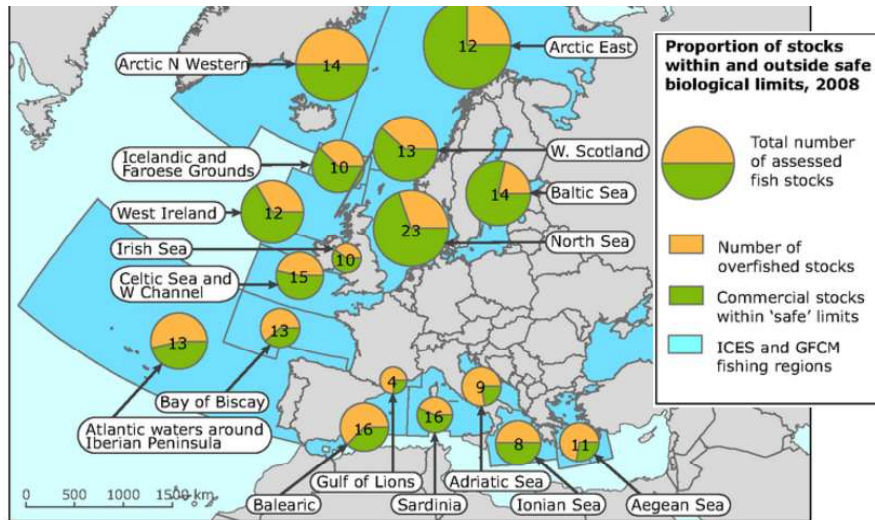 Arctic N Western
14
12
Arctic East
Icelandic and
Faroese Grounds
10
13
W. Scotland
West Ireland
12
14
Baltic Sea
Irish Sea
10
23
North Sea
Celtic Sea and
W Channel
15
13
13
Bay of Biscay
Atlantic waters around
Iberian Peninsula
4
9
16
16
8
11
Gulf of Lions
Adriatic Sea
Balearic
Sardinia
Ionian Sea
Aegean Sea
0 500 1000 1500 km
Proportion of stocks
within and outside safe
biological limits, 2008
Total number
of assessed
fish stocks
Number of
overfished stocks
Commercial stocks
within ‘safe’ limits
ICES and GFCM
fishing regions